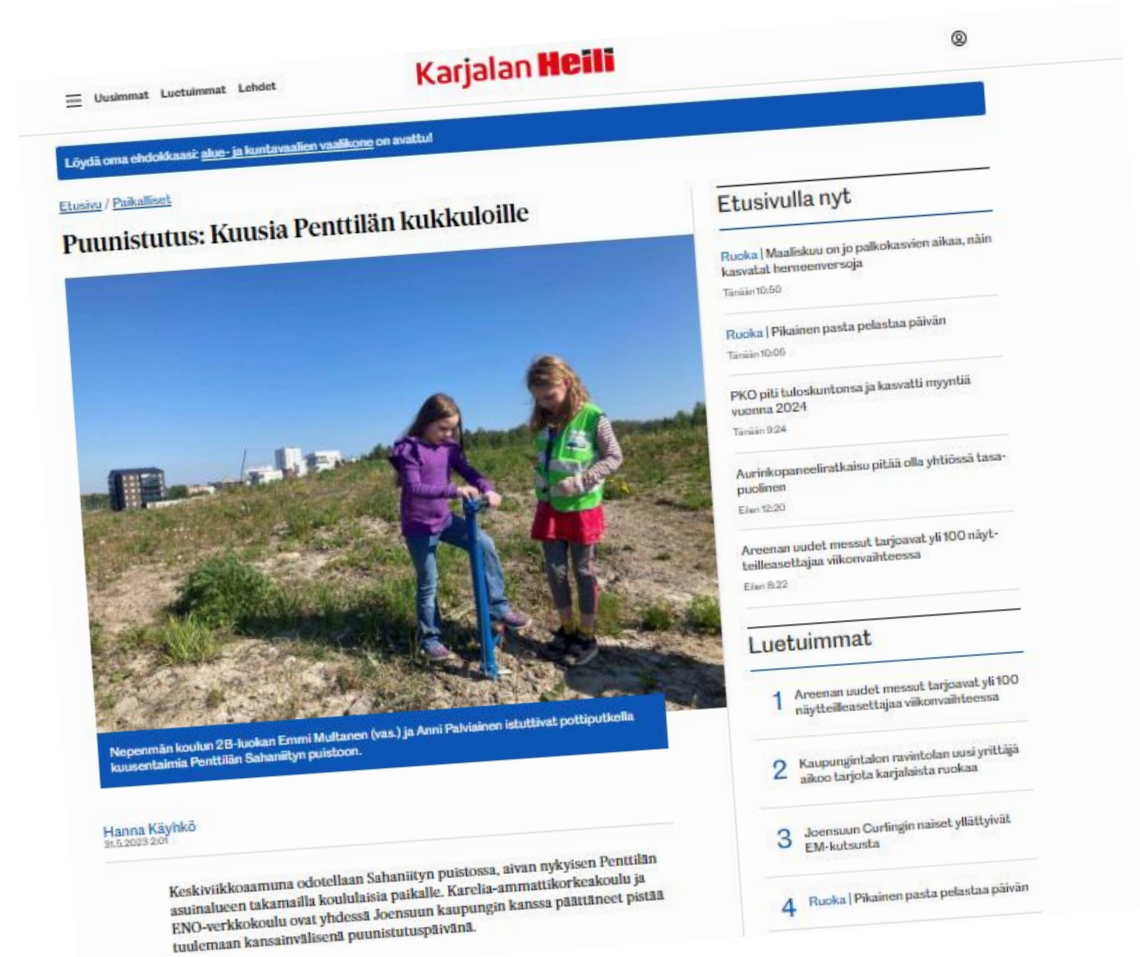 Uusimmat Luetuimmat Lehdet
Karjalan Heili
Löydä oma ehdokkaasi: alue- ja kuntavaalien vaalikone on avattu!
Etusivu / Paikalliset
Puunistutus: Kuusia Penttilän kukkuloille
Nepenmän koulun 2B-luokan Emmi Multanen (vas.) ja Anni Palviainen istuttivat pottiputkella
kuusentaimia Penttilän Sahaniityn puistoon.
Hanna Käyhkö
31.5.2023 2:01
Keskiviikkoaamuna odotellaan Sahaniityn puistossa, aivan nykyisen Penttilän
asuinalueen takamailla koululaisia paikalle. Karelia-ammattikorkeakoulu ja
ENO-verkkokoulu ovat yhdessä Joensuun kaupungin kanssa päättäneet pistää
tuulemaan kansainvälisenä puunistutuspäivänä.
Etusivulla nyt
Ruoka | Maaliskuu on jo palkokasvien aikaa, näin
kasvatat herneenversoja
Tänään 10:50
Ruoka | Pikainen pasta pelastaa päivän
Tänään 10:05
PKO piti tuloskuntonsa ja kasvatti myyntiä
vuonna 2024
Tänään 9:24
Aurinkopaneeliratkaisu pitää olla yhtiössä tasa-
puolinen
Eilen 12:20
Areenan uudet messut tarjoavat yli 100 näyt-
teilleasettajaa viikonvaihteessa
Eilen 8:22
Luetuimmat
1 Areenan uudet messut tarjoavat yli 100
näytteilleasettajaa viikonvaihteessa
2 Kaupungintalon ravintolan uusi yrittäjä
aikoo tarjota karjalaista ruokaa
3 Joensuun Curlingin naiset yllättyivät
EM-kutsusta
4 Ruoka | Pikainen pasta pelastaa päivän